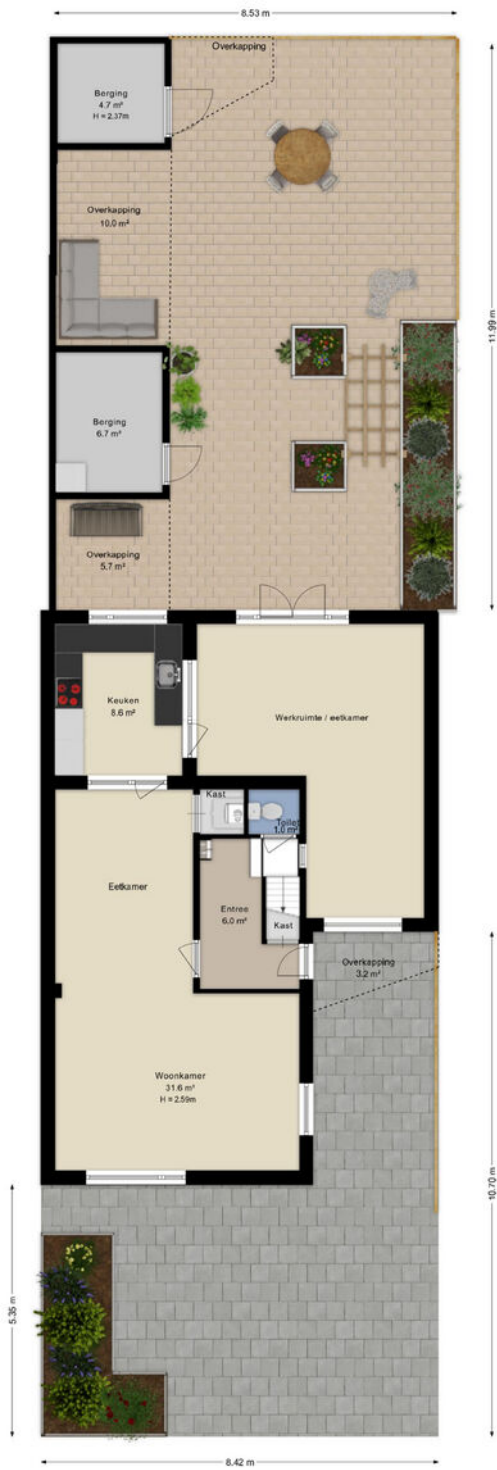 8.53 m
Overkapping
Berging
4.7 m²
H = 2.37m
Overkapping
10.0 m²
11.99 m
Berging
6.7 m²
Overkapping
5.7 m²
Keuken
8.6 m²
Werkruimte / eetkamer
Kast
Toilet
1.0 m²
Eetkamer
Entree
6.0 m²
Kast
Overkapping
3.2 m²
Woonkamer
31.6 m²
H = 2.59m
10.70 m
5.35 m
8.42 m